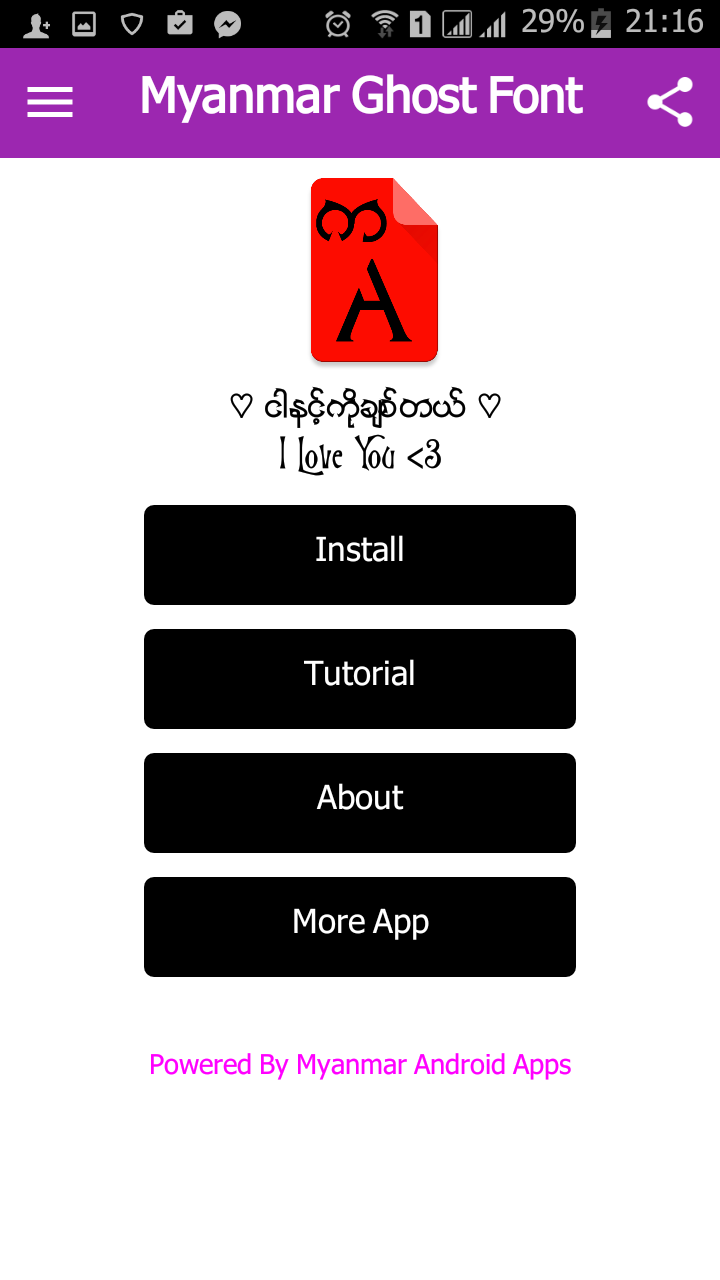 29% 21:16
Myanmar Ghost Font
က
A
♡ ငါနင့်ကိုချစ်တယ် ♡
I Love You <3
Install
Tutorial
About
More App
Powered By Myanmar Android Apps